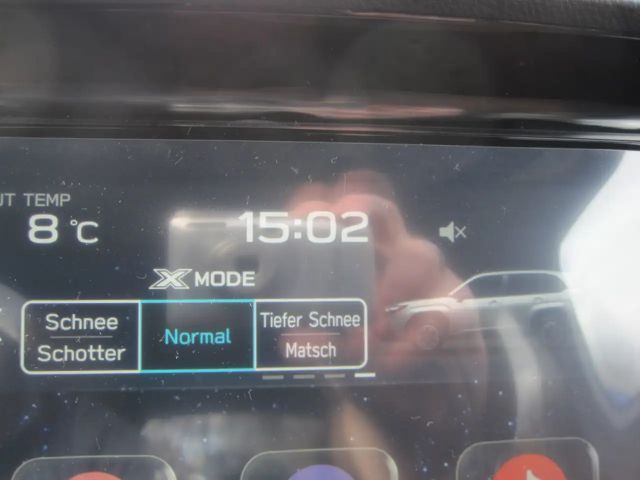 UT TEMP
8 °C
15:02
X MODE
Schnee
Schotter
Normal
Tiefer Schnee
Matsch